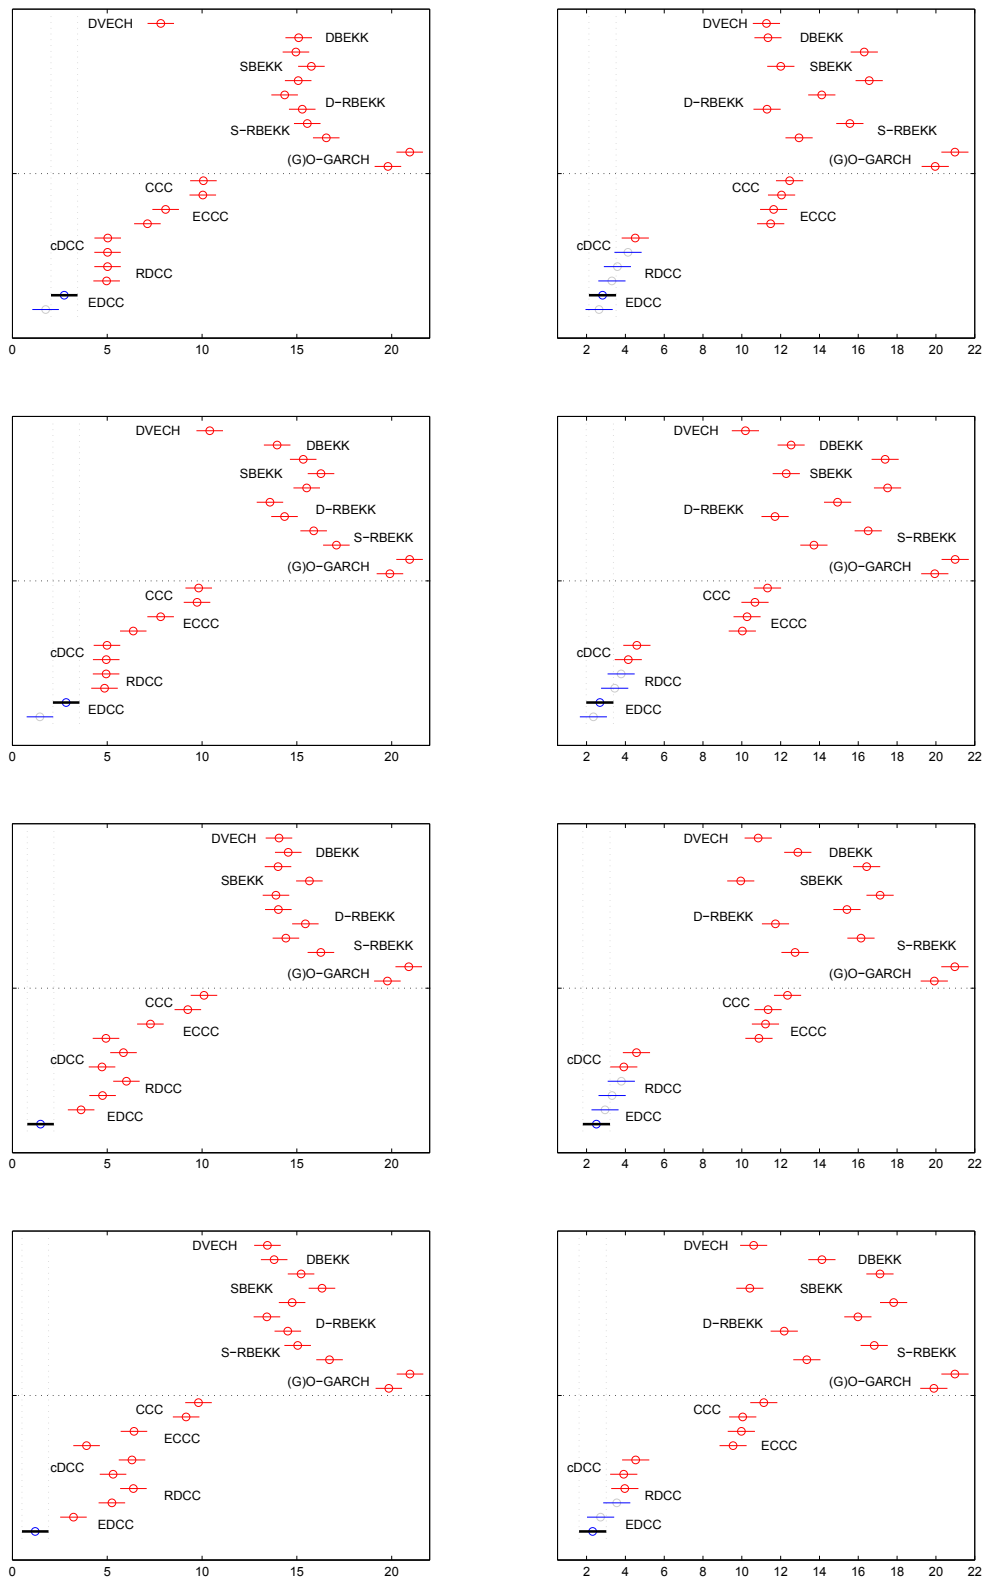 DVECH
DBEKK
SBEKK
D−RBEKK
S−RBEKK
(G)O−GARCH
CCC
ECCC
cDCC
RDCC
EDCC
0 5 10 15 20
DVECH
DBEKK
SBEKK
D−RBEKK
S−RBEKK
(G)O−GARCH
CCC
ECCC
cDCC
RDCC
EDCC
2 4 6 8 10 12 14 16 18 20 22
DVECH
DBEKK
SBEKK
D−RBEKK
S−RBEKK
(G)O−GARCH
CCC
ECCC
cDCC
RDCC
EDCC
0 5 10 15 20
DVECH
DBEKK
SBEKK
D−RBEKK
S−RBEKK
(G)O−GARCH
CCC
ECCC
cDCC
RDCC
EDCC
2 4 6 8 10 12 14 16 18 20 22
DVECH
DBEKK
SBEKK
D−RBEKK
S−RBEKK
(G)O−GARCH
CCC
ECCC
cDCC
RDCC
EDCC
0 5 10 15 20
DVECH
DBEKK
SBEKK
D−RBEKK
S−RBEKK
(G)O−GARCH
CCC
ECCC
cDCC
RDCC
EDCC
2 4 6 8 10 12 14 16 18 20 22
DVECH
DBEKK
SBEKK
D−RBEKK
S−RBEKK
(G)O−GARCH
CCC
ECCC
cDCC
RDCC
EDCC
0 5 10 15 20
DVECH
DBEKK
SBEKK
D−RBEKK
S−RBEKK
(G)O−GARCH
CCC
ECCC
cDCC
RDCC
EDCC
2 4 6 8 10 12 14 16 18 20 22